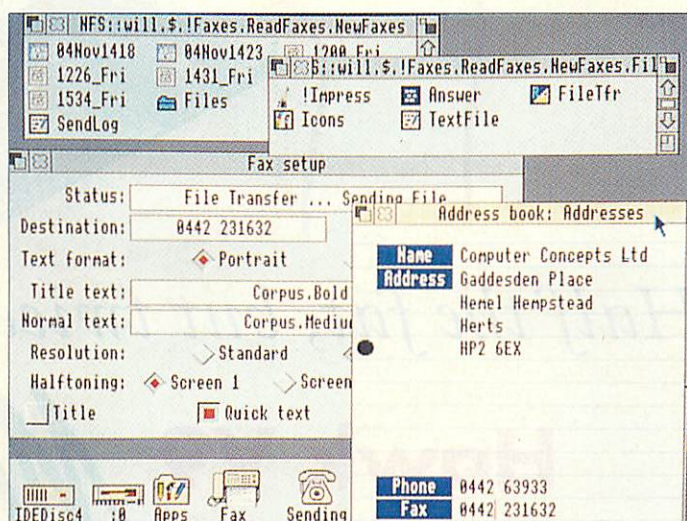 NFS::will.$.!Faxes.ReadFaxes.NewFaxes
04Nov1418 04Nov1423 1200_Fri
1226_Fri 1431_Fri
1534_Fri Files
SendLog
S::will.$.!Faxes.ReadFaxes.NewFaxes.Fil
!Impress Answer FileTfr
Icons TextFile
Fax setup
Status: File Transfer ... Sending File
Destination: 0442 231632
Text format: Portrait
Title text: Corpus.Bold
Normal text: Corpus.Mediu
Resolution: Standard
Halftoning: Screen 1 Screen
Title Quick text
Address book: Addresses
Name Computer Concepts Ltd
Address Gaddesden Place
Hemel Hempstead
Herts
HP2 6EX
Phone 0442 63933
Fax 0442 231632
IDEDisc4 :0 Apps Fax Sending